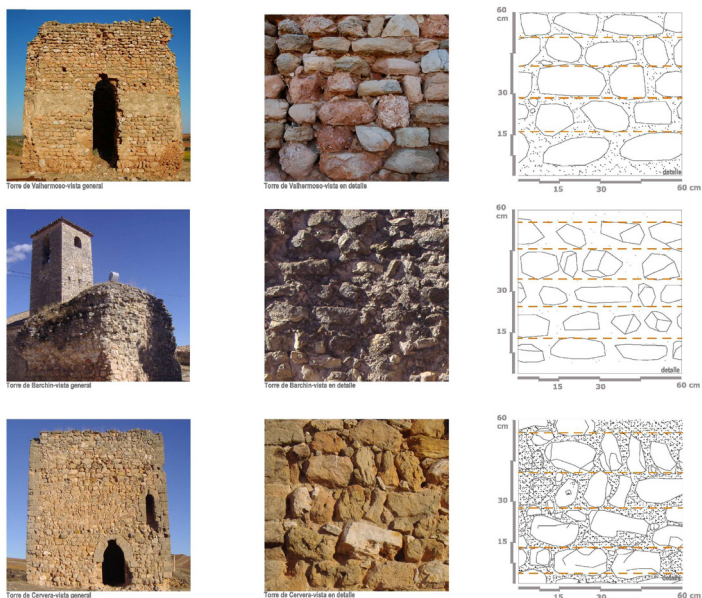 60
cm
30
15
detalle
15 30 60 cm
Torre de Valhermoso-vista general
Torre de Valhermoso-vista en detalle
60
cm
30
15
detalle
15 30 60 cm
Torre de Barchin-vista general
Torre de Barchin-vista en detalle
60
cm
30
15
detalle
15 30 60 cm
Torre de Cervera-vista general
Torre de Cervera-vista en detalle